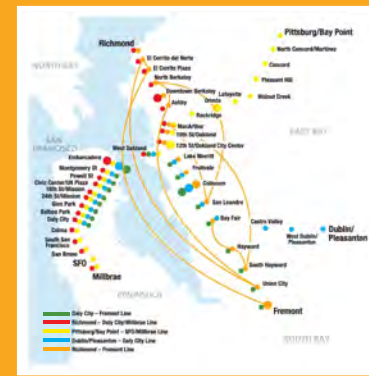 Richmond
El Cerrito del Norte
El Cerrito Plaza
North Berkeley
Downtown Berkeley
Ashby
Pittsburg/Bay Point
North Concord/Martinez
Concord
Pleasant Hill
Walnut Creek
Lafayette
Orinda
Rockridge
NORTH BAY
MacArthur
19th St/Oakland
12th St/Oakland City Center
EAST BAY
SAN
FRANCISCO
West Oakland
Lake Merritt
Fruitvale
Coliseum
San Leandro
Bay Fair
Castro Valley
West Dublin/
Pleasanton
Dublin/
Pleasanton
Embarcadero
Montgomery St
Powell St
Civic Center/UN Plaza
16th St/Mission
24th St/Mission
Glen Park
Balboa Park
Daly City
Colma
South San
Francisco
San Bruno
SFO
Millbrae
Hayward
South Hayward
Union City
Fremont
PENINSULA
SOUTH BAY
Daly City – Fremont Line
Richmond – Daly City/Millbrae Line
Pittsburg/Bay Point – SFO/Millbrae Line
Dublin/Pleasanton – Daly City Line
Richmond – Fremont Line